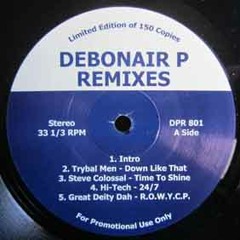 Limited Edition of 150 Copies
DEBONAIR P
REMIXES
Stereo
33 1/3 RPM
DPR 801
A Side
1. Intro
2. Trybal Men - Down Like That
3. Steve Colossal - Time To Shine
4. Hi-Tech - 24/7
5. Great Deity Dah - R.O.W.Y.C.P.
For Promotional Use Only